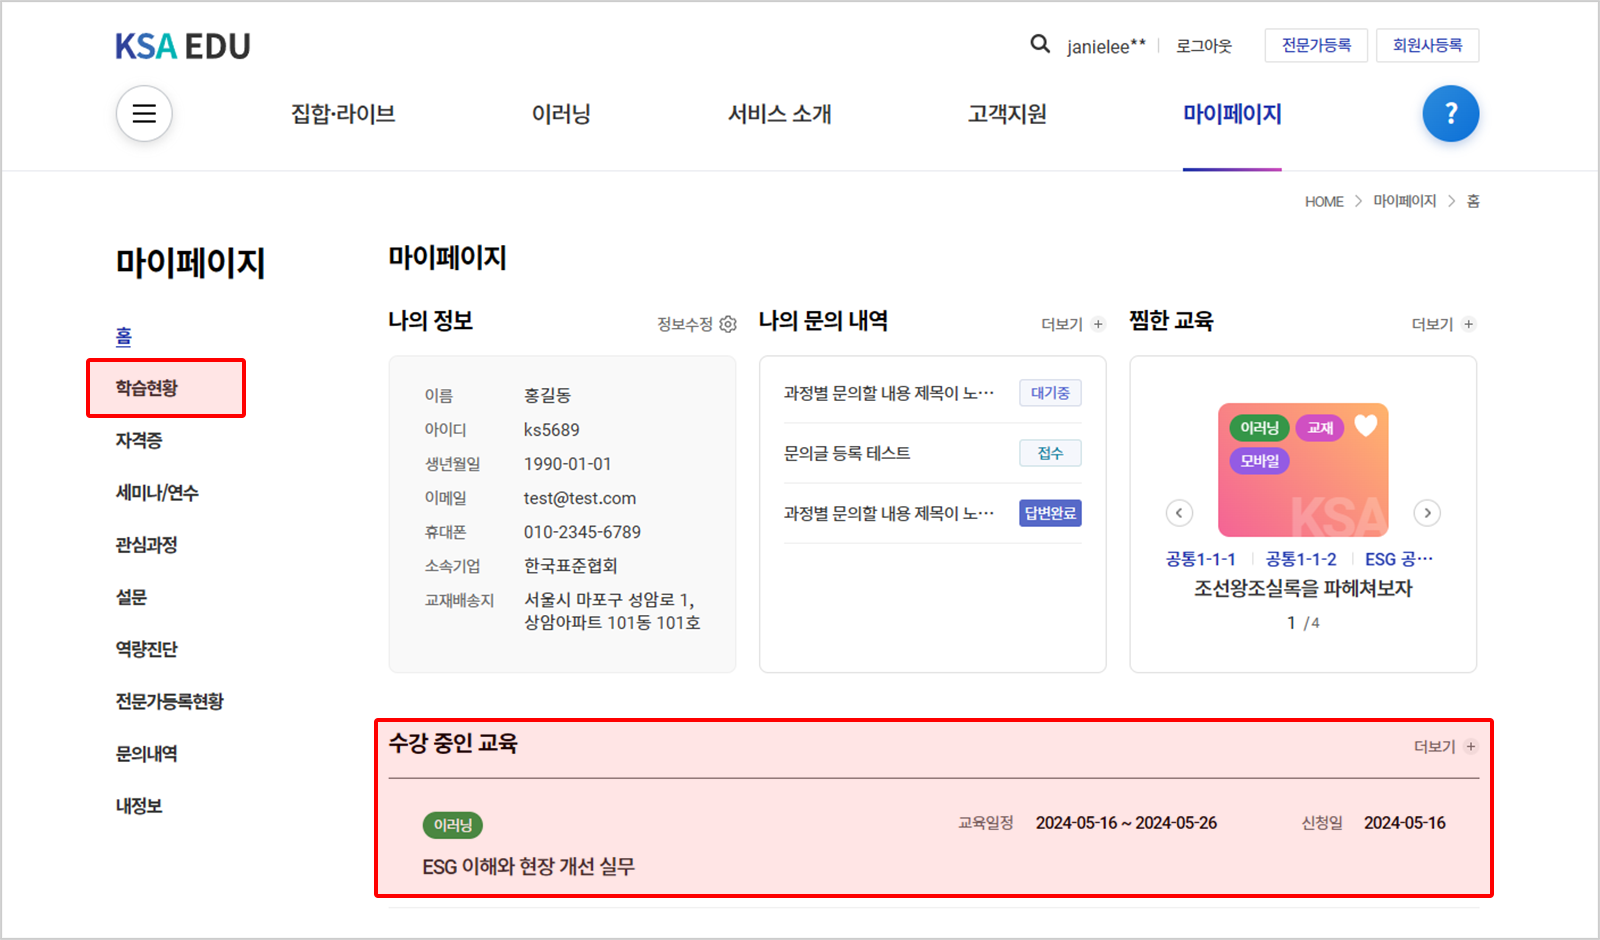 KSA EDU
janielee**
로그아웃
전문가등록
회원사등록
집합·라이브
이러닝
서비스 소개
고객지원
마이페이지
?
HOME > 마이페이지 > 홈
마이페이지
홈
학습현황
자격증
세미나/연수
관심과정
설문
역량진단
전문가등록현황
문의내역
내정보
마이페이지
나의 정보
정보수정
이름 홍길동
아이디 ks5689
생년월일 1990-01-01
이메일 test@test.com
휴대폰 010-2345-6789
소속기업 한국표준협회
교재배송지 서울시 마포구 성암로 1,
상암아파트 101동 101호
나의 문의 내역
더보기 +
과정별 문의할 내용 제목이 노··· 대기중
문의글 등록 테스트 접수
과정별 문의할 내용 제목이 노··· 답변완료
찜한 교육
더보기 +
이러닝 교재
모바일
KSA
공통1-1-1 | 공통1-1-2 | ESG 공···
조선왕조실록을 파헤쳐보자
1 / 4
수강 중인 교육
더보기 +
이러닝
교육일정 2024-05-16 ~ 2024-05-26 신청일 2024-05-16
ESG 이해와 현장 개선 실무